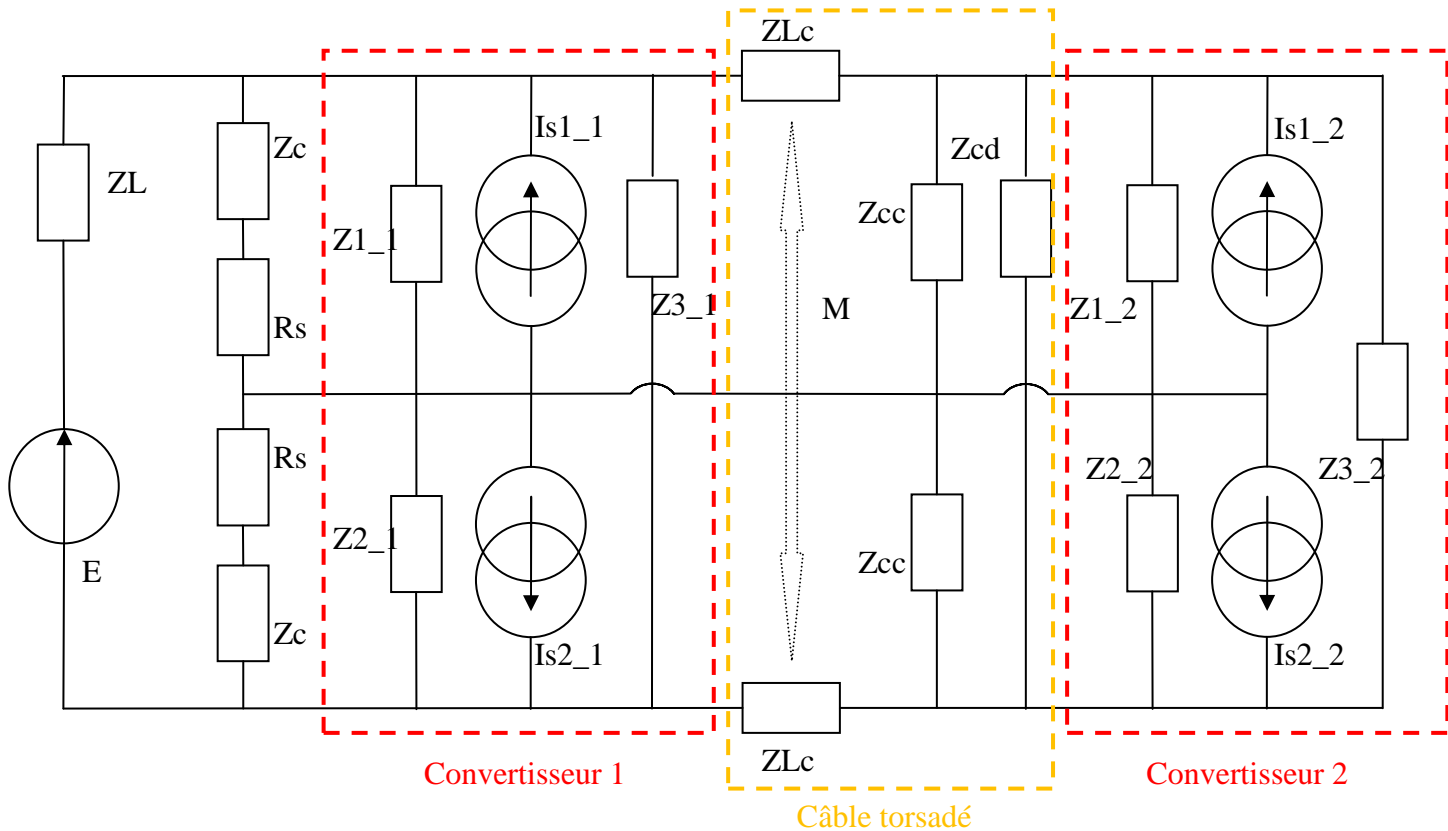 ZLc
Is1_1
Is1_2
Zc
Zcd
ZL
Zcc
Z1_1
Z3_1
M
Z1_2
Rs
Rs
Z2_2
Z3_2
Z2_1
Zcc
E
Zc
Is2_1
Is2_2
ZLc
Convertisseur 1
Convertisseur 2
Câble torsadé